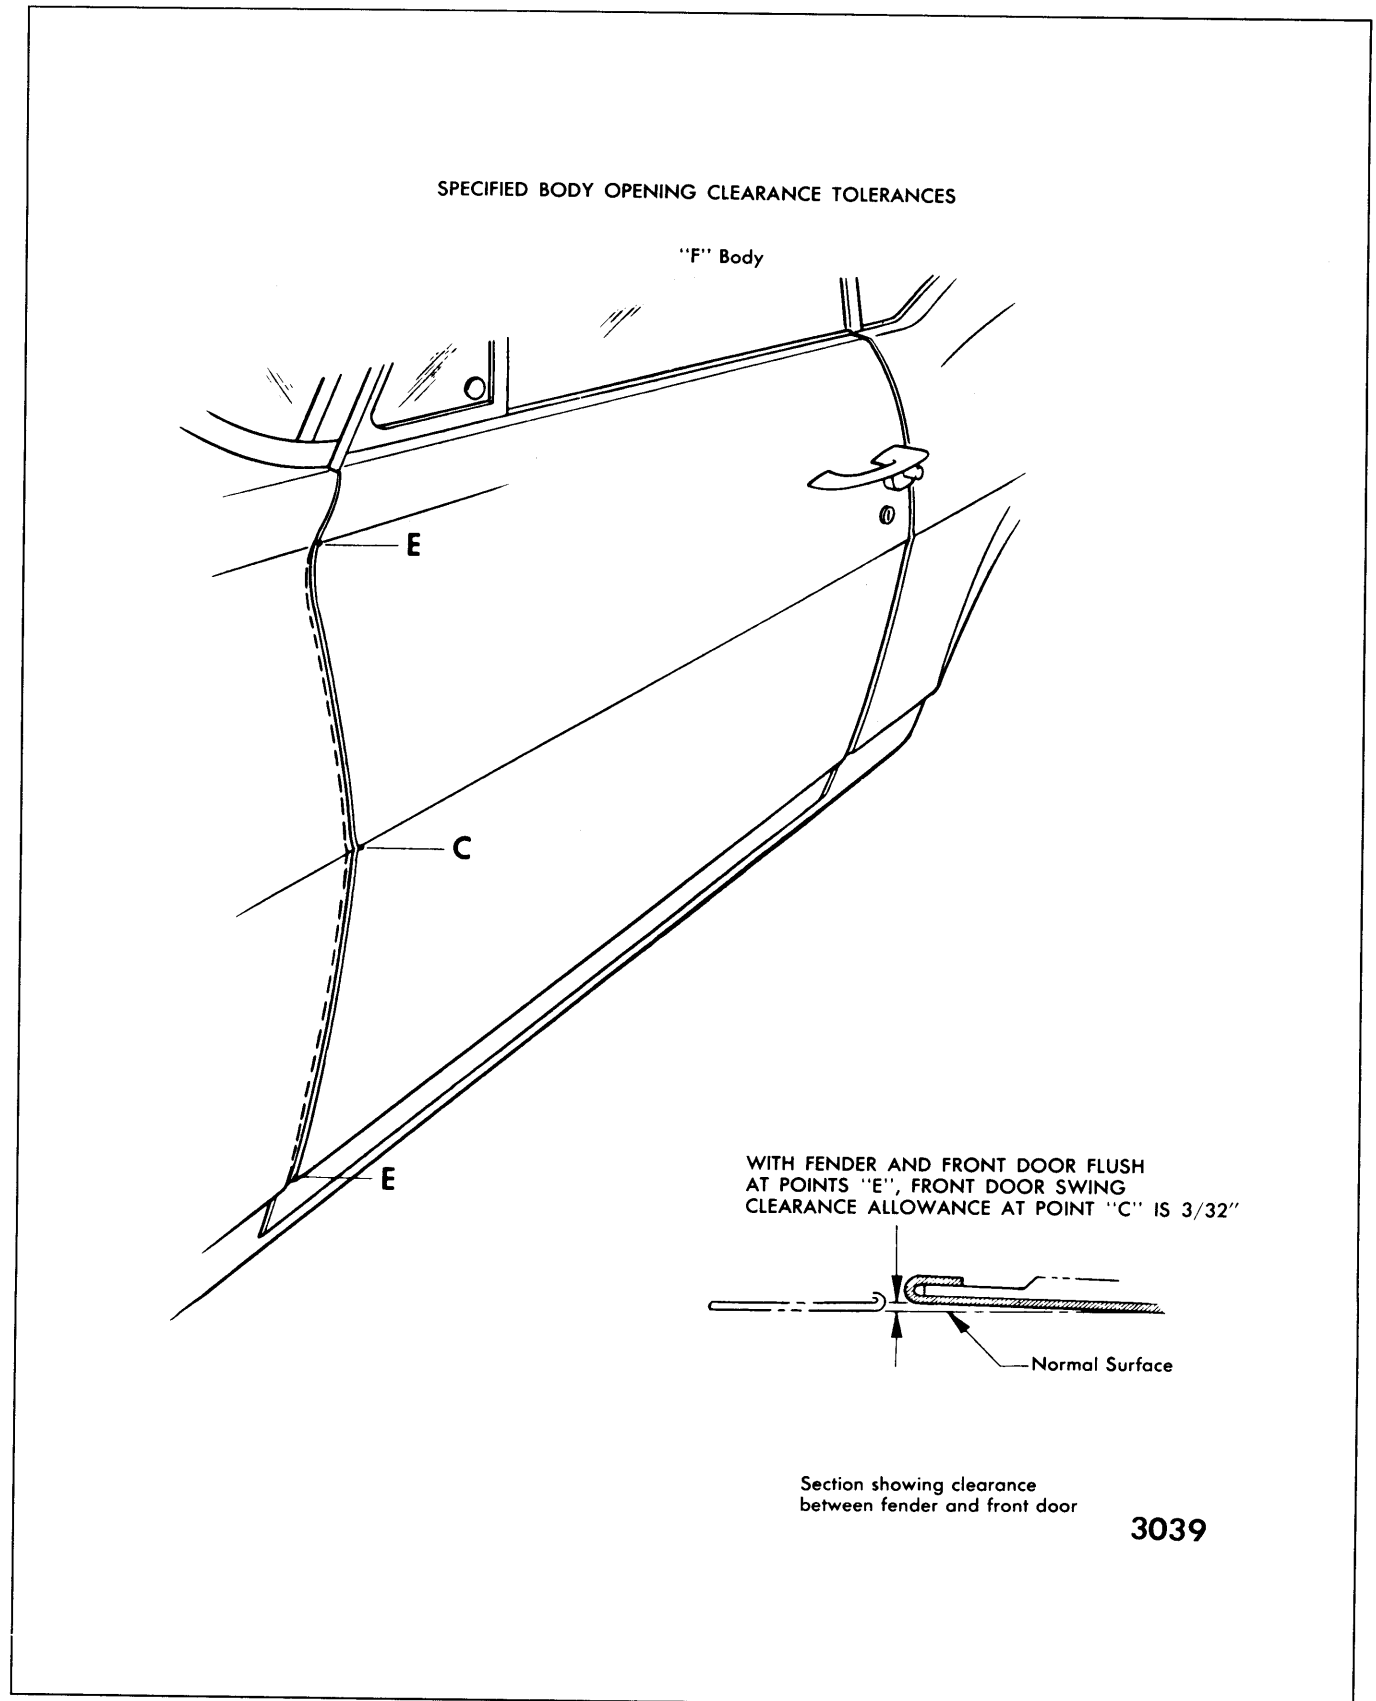 SPECIFIED BODY OPENING CLEARANCE TOLERANCES
"F" Body
E
C
E
WITH FENDER AND FRONT DOOR FLUSH
AT POINTS "E", FRONT DOOR SWING
CLEARANCE ALLOWANCE AT POINT "C" IS 3/32"
Normal Surface
Section showing clearance
between fender and front door
3039